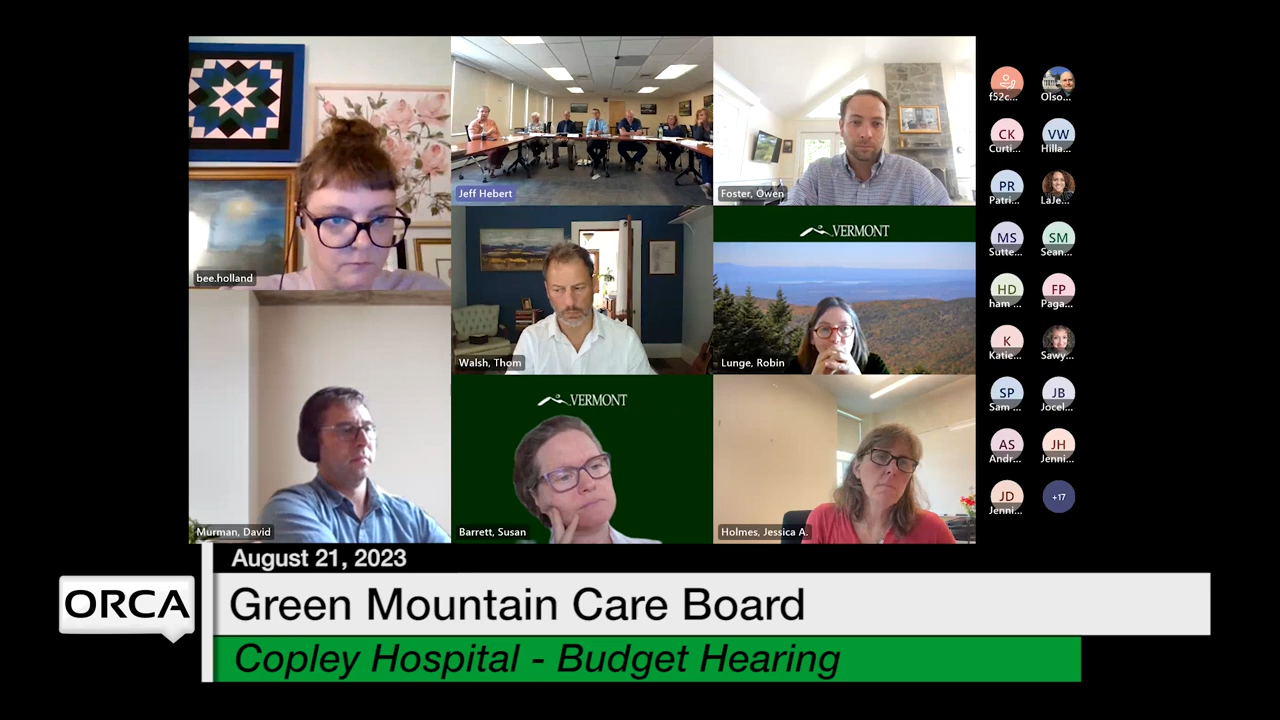 bee.holland
Jeff Hebert
Foster, Owen
Walsh, Thom
VERMONT
Lunge, Robin
Murman, David
VERMONT
Barrett, Susan
Holmes, Jessica A.
f52c...
Olso...
CK
Curti...
VW
Hilla...
PR
Patri...
LaJe...
MS
Sutte...
SM
Sean...
HD
ham ...
FP
Paga...
K
Katie...
Sawy...
SP
Sam ...
JB
Jocel...
AS
Andr...
JH
Jenni...
JD
Jenni...
+17
August 21, 2023
ORCA
Green Mountain Care Board
Copley Hospital - Budget Hearing